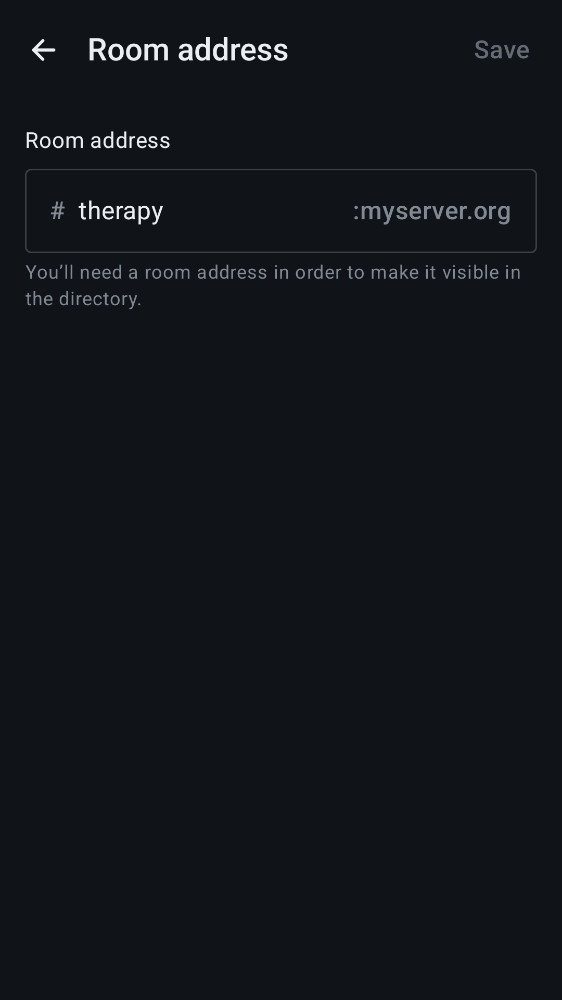 Room address
Save
Room address
# therapy :myserver.org
You’ll need a room address in order to make it visible in
the directory.